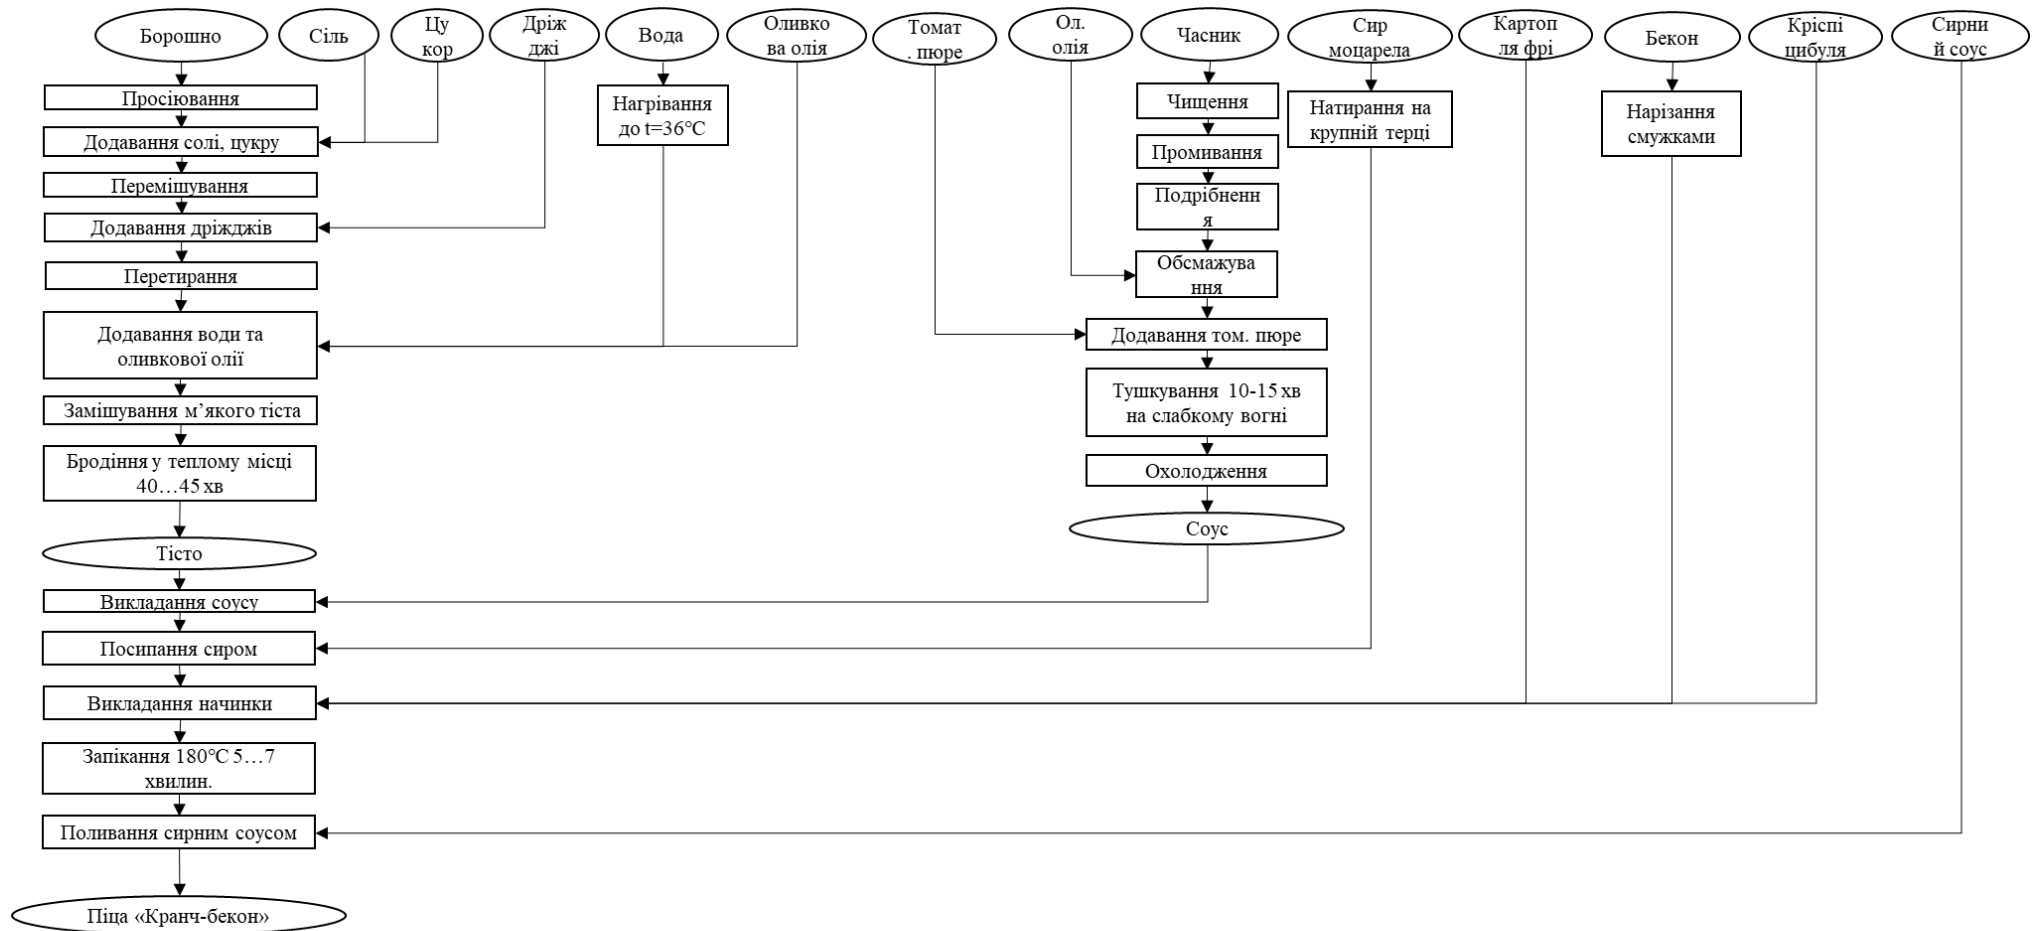 Борошно
Сіль
Цу
кор
Дріж
джі
Вода
Оливко
ва олія
Томат
. пюре
Ол.
олія
Часник
Сир
моцарела
Картоп
ля фрі
Бекон
Кріспі
цибуля
Сирни
й соус
Просіювання
Додавання солі, цукру
Перемішування
Додавання дріжджів
Перетирання
Додавання води та
оливкової олії
Замішування м’якого тіста
Бродіння у теплому місці
40…45 хв
Тісто
Викладання соусу
Посипання сиром
Викладання начинки
Запікання 180℃ 5…7
хвилин.
Поливання сирним соусом
Піца «Кранч-бекон»
Нагрівання
до t=36℃
Чищення
Промивання
Подрібненн
я
Обсмажува
ння
Додавання том. пюре
Тушкування 10-15 хв
на слабкому вогні
Охолодження
Соус
Натирання на
крупній терці
Нарізання
смужками